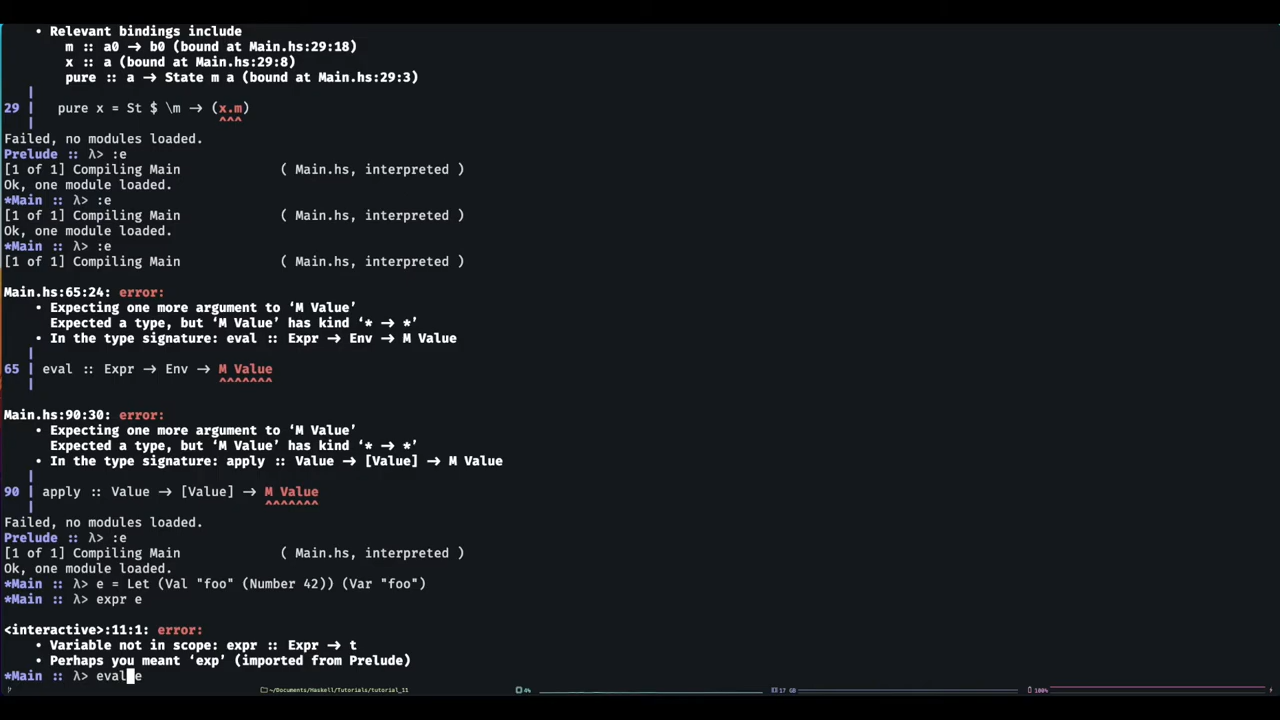 • Relevant bindings include
m :: a0 → b0 (bound at Main.hs:29:18)
x :: a (bound at Main.hs:29:8)
pure :: a → State m a (bound at Main.hs:29:3)
|
29 | pure x = St $ \m → (x.m)
| ^^^
Failed, no modules loaded.
Prelude :: λ> :e
[1 of 1] Compiling Main ( Main.hs, interpreted )
Ok, one module loaded.
*Main :: λ> :e
[1 of 1] Compiling Main ( Main.hs, interpreted )
Ok, one module loaded.
*Main :: λ> :e
[1 of 1] Compiling Main ( Main.hs, interpreted )
Main.hs:65:24: error:
• Expecting one more argument to ‘M Value’
Expected a type, but ‘M Value’ has kind ‘* → *’
• In the type signature: eval :: Expr → Env → M Value
|
65 | eval :: Expr → Env → M Value
| ^^^^^^^
Main.hs:90:30: error:
• Expecting one more argument to ‘M Value’
Expected a type, but ‘M Value’ has kind ‘* → *’
• In the type signature: apply :: Value → [Value] → M Value
|
90 | apply :: Value → [Value] → M Value
| ^^^^^^^
Failed, no modules loaded.
Prelude :: λ> :e
[1 of 1] Compiling Main ( Main.hs, interpreted )
Ok, one module loaded.
*Main :: λ> e = Let (Val "foo" (Number 42)) (Var "foo")
*Main :: λ> expr e
<interactive>:11:1: error:
• Variable not in scope: expr :: Expr → t
• Perhaps you meant ‘exp’ (imported from Prelude)
*Main :: λ> eval e
~/Documents/Haskell/Tutorials/tutorial_11 4% 17 GB 100%